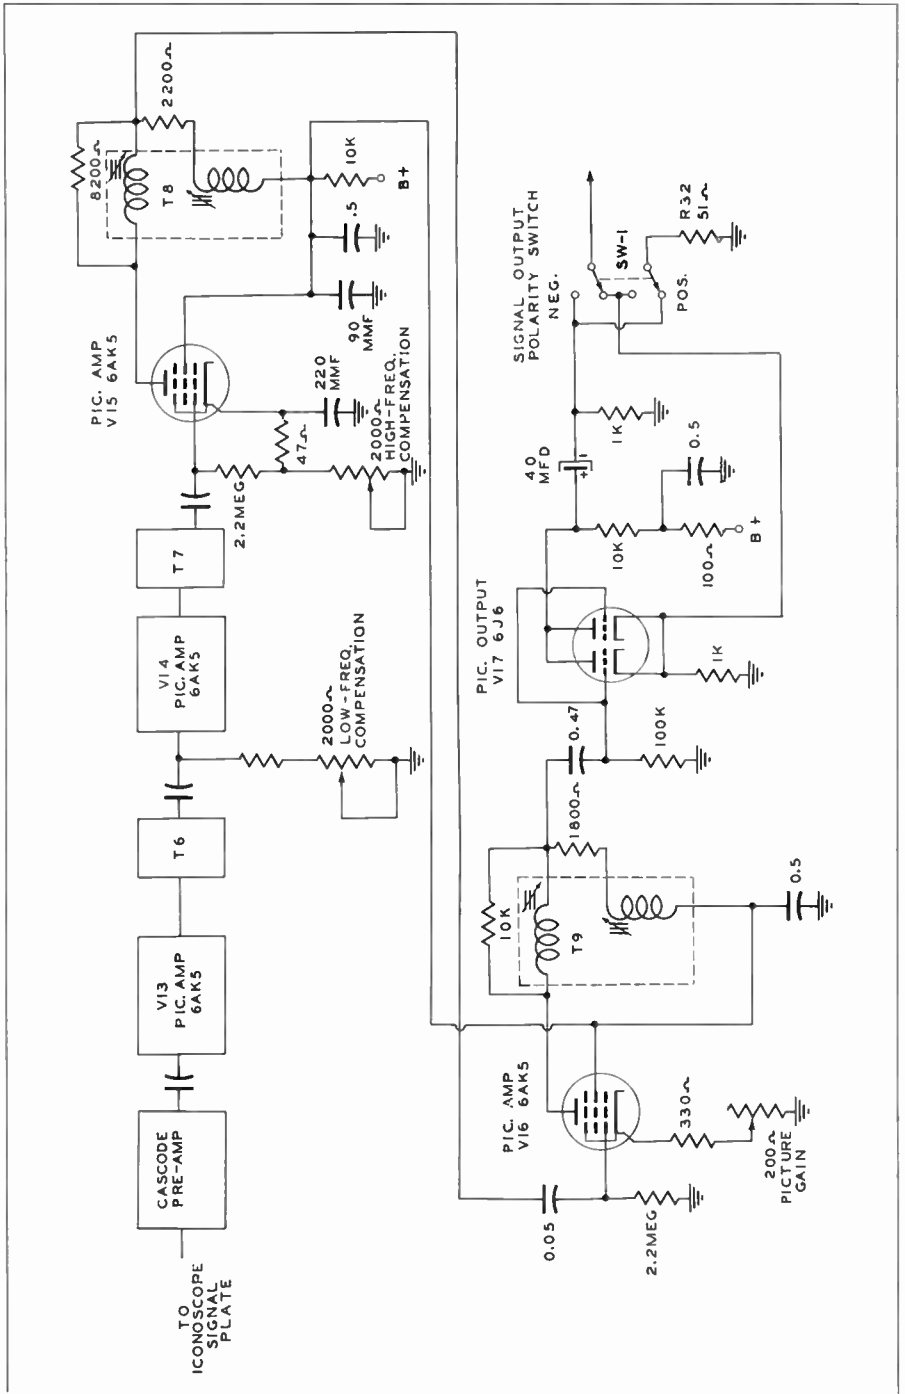 TO
ICONOSCOPE
SIGNAL
PLATE
CASCODE
PRE-AMP
V13
PIC. AMP
6AK5
T6
2000Ω
LOW-FREQ.
COMPENSATION
V14
PIC. AMP
6AK5
T7
2.2MEG
PIC. AMP
V15 6AK5
47Ω
220
MMF
2000Ω
HIGH-FREQ.
COMPENSATION
90
MMF
.5
8200Ω
T8
2200Ω
10K
B+
0.05
2.2MEG
PIC. AMP
V16 6AK5
330Ω
200Ω
PICTURE
GAIN
10K
T9
1800Ω
0.5
0.47
100K
PIC. OUTPUT
V17 6J6
1K
10K
100Ω
B+
0.5
40
MFD
+
-
1K
SIGNAL OUTPUT
POLARITY SWITCH
NEG.
SW-1
POS.
R32
51Ω